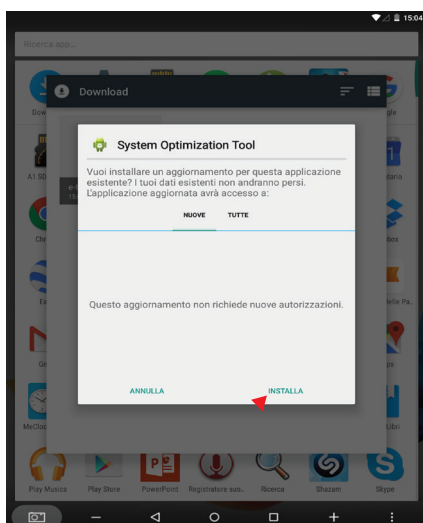 15:04
Ricerca app...
Download
System Optimization Tool
Vuoi installare un aggiornamento per questa applicazione
esistente? I tuoi dati esistenti non andranno persi.
L'applicazione aggiornata avrà accesso a:
NUOVE TUTTE
Questo aggiornamento non richiede nuove autorizzazioni.
ANNULLA INSTALLA
Play Musica Play Store PowerPoint Registratore suo.. Ricerca Shazam Skype